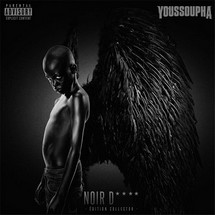 PARENTAL
ADVISORY
EXPLICIT CONTENT
YOUSSOUPHA
NOIR D****
ÉDITION COLLECTOR